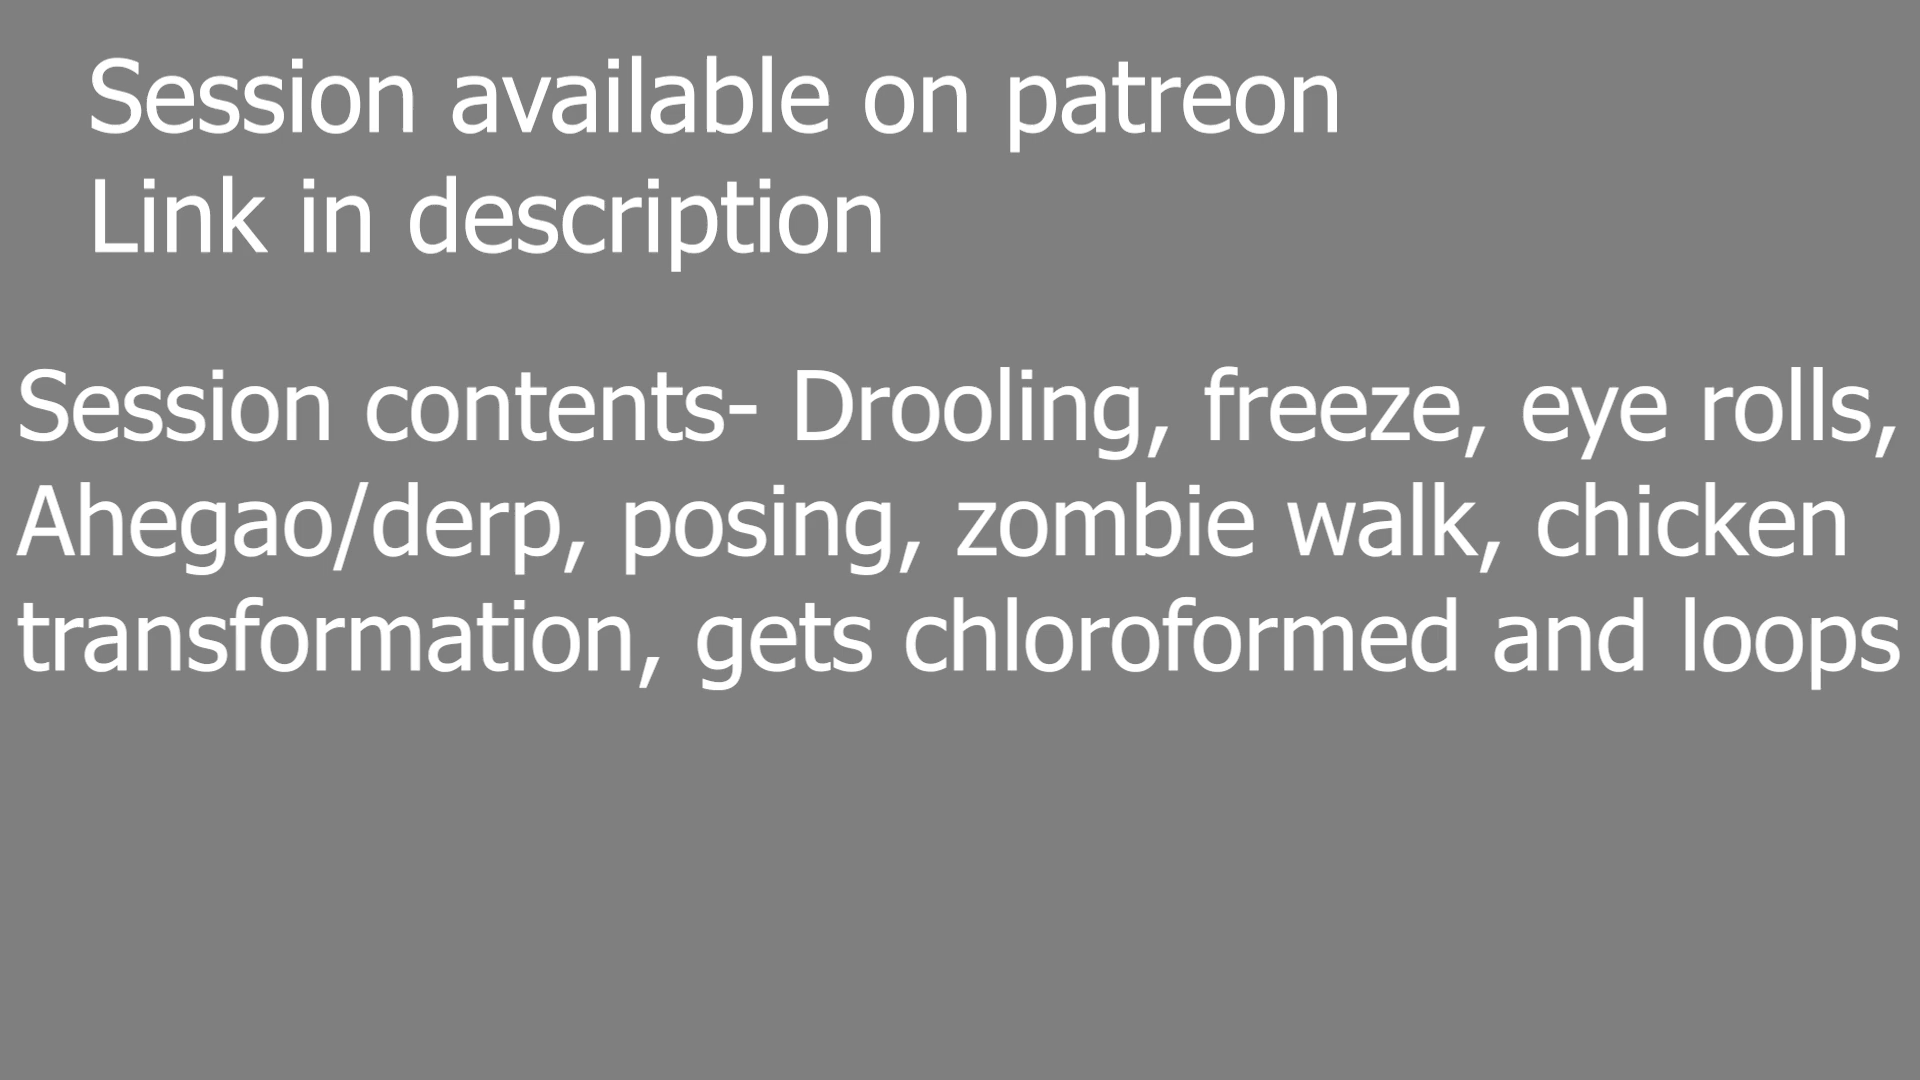 Session available on patreon
Link in description
Session contents- Drooling, freeze, eye rolls,
Ahegao/derp, posing, zombie walk, chicken
transformation, gets chloroformed and loops